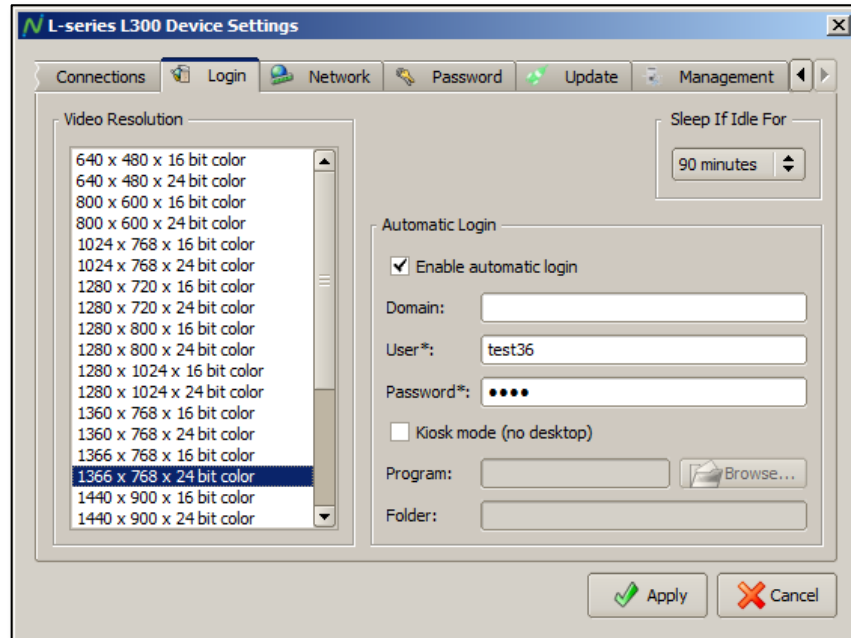 L-series L300 Device Settings
Connections Login Network Password Update Management
Video Resolution
640 x 480 x 16 bit color
640 x 480 x 24 bit color
800 x 600 x 16 bit color
800 x 600 x 24 bit color
1024 x 768 x 16 bit color
1024 x 768 x 24 bit color
1280 x 720 x 16 bit color
1280 x 720 x 24 bit color
1280 x 800 x 16 bit color
1280 x 800 x 24 bit color
1280 x 1024 x 16 bit color
1280 x 1024 x 24 bit color
1360 x 768 x 16 bit color
1360 x 768 x 24 bit color
1366 x 768 x 16 bit color
1366 x 768 x 24 bit color
1440 x 900 x 16 bit color
1440 x 900 x 24 bit color
Sleep If Idle For
90 minutes
Automatic Login
Enable automatic login
Domain:
User*: test36
Password*: ••••
Kiosk mode (no desktop)
Program: Browse...
Folder:
Apply Cancel